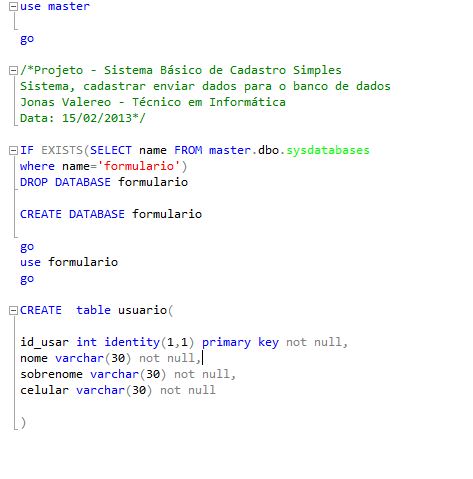 use master
go
/*Projeto - Sistema Básico de Cadastro Simples
Sistema, cadastrar enviar dados para o banco de dados
Jonas Valereo - Técnico em Informática
Data: 15/02/2013*/
IF EXISTS(SELECT name FROM master.dbo.sysdatabases
where name='formulario')
DROP DATABASE formulario
CREATE DATABASE formulario
go
use formulario
go
CREATE  table usuario(
id_usar int identity(1,1) primary key not null,
nome varchar(30) not null,
sobrenome varchar(30) not null,
celular varchar(30) not null
)